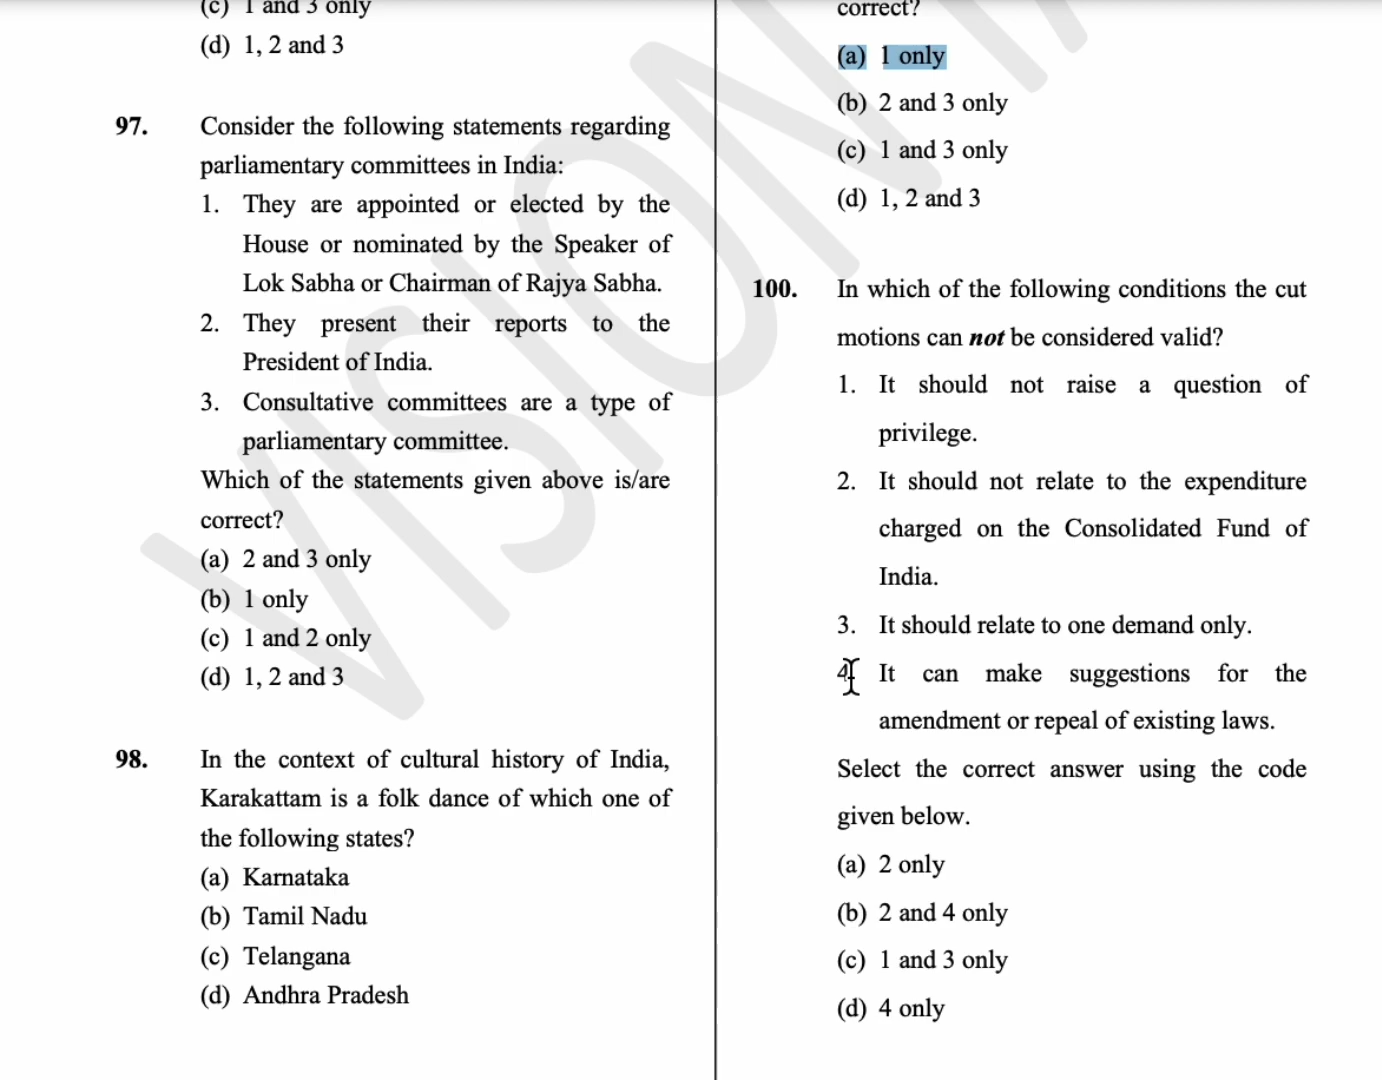 (c) 1 and 3 only
(d) 1, 2 and 3
97. Consider the following statements regarding
parliamentary committees in India:
1. They are appointed or elected by the
House or nominated by the Speaker of
Lok Sabha or Chairman of Rajya Sabha.
2. They present their reports to the
President of India.
3. Consultative committees are a type of
parliamentary committee.
Which of the statements given above is/are
correct?
(a) 2 and 3 only
(b) 1 only
(c) 1 and 2 only
(d) 1, 2 and 3
98. In the context of cultural history of India,
Karakattam is a folk dance of which one of
the following states?
(a) Karnataka
(b) Tamil Nadu
(c) Telangana
(d) Andhra Pradesh
correct?
(a) 1 only
(b) 2 and 3 only
(c) 1 and 3 only
(d) 1, 2 and 3
100. In which of the following conditions the cut
motions can not be considered valid?
1. It should not raise a question of
privilege.
2. It should not relate to the expenditure
charged on the Consolidated Fund of
India.
3. It should relate to one demand only.
4. It can make suggestions for the
amendment or repeal of existing laws.
Select the correct answer using the code
given below.
(a) 2 only
(b) 2 and 4 only
(c) 1 and 3 only
(d) 4 only
VISION